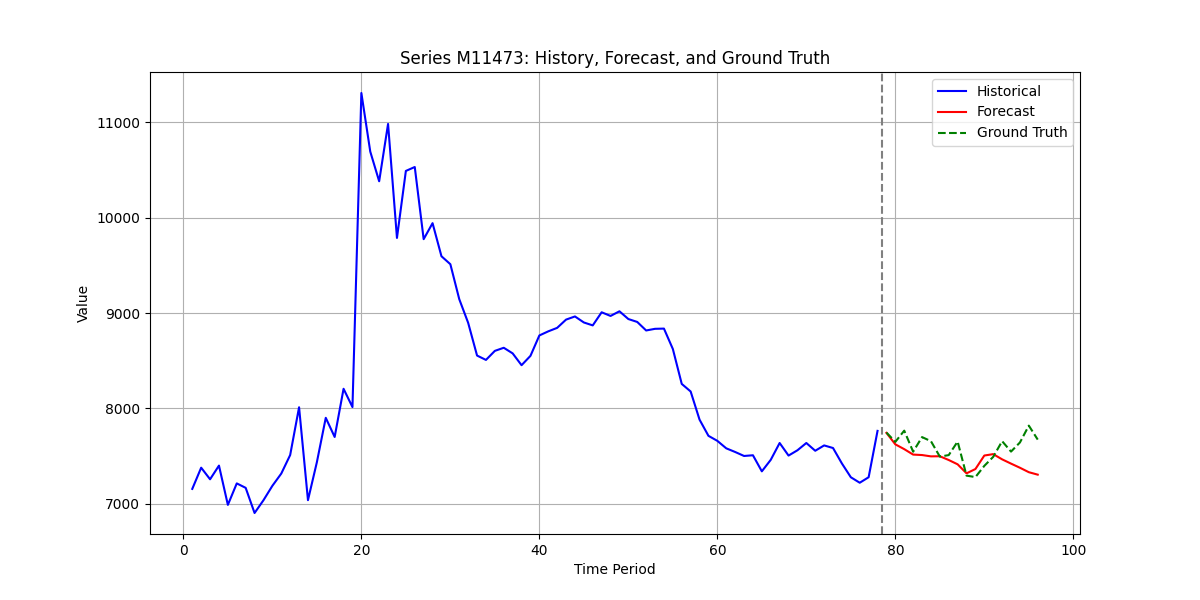 Series M11473: History, Forecast, and Ground Truth
Historical
Forecast
Ground Truth
Value
11000
10000
9000
8000
7000
0 20 40 60 80 100
Time Period